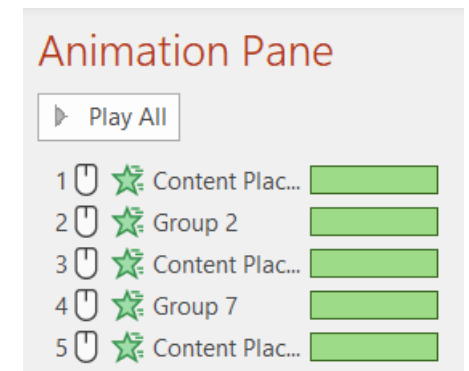 Animation Pane
Play All
1 Content Plac...
2 Group 2
3 Content Plac...
4 Group 7
5 Content Plac...